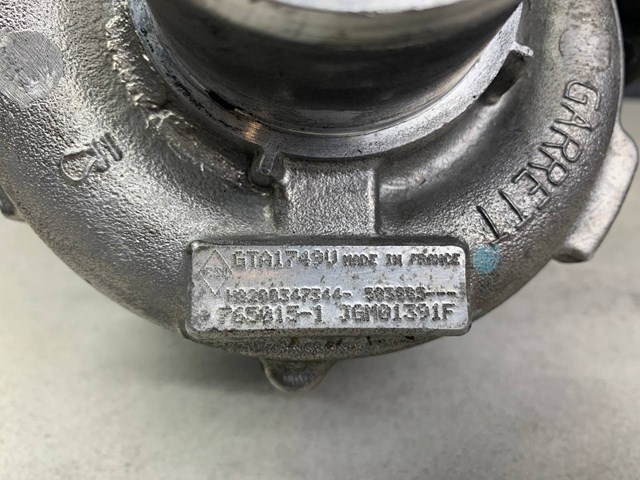 GARRETT
GTA1749V MADE IN FRANCE
H8200347344-
765015-1 JGM01391F